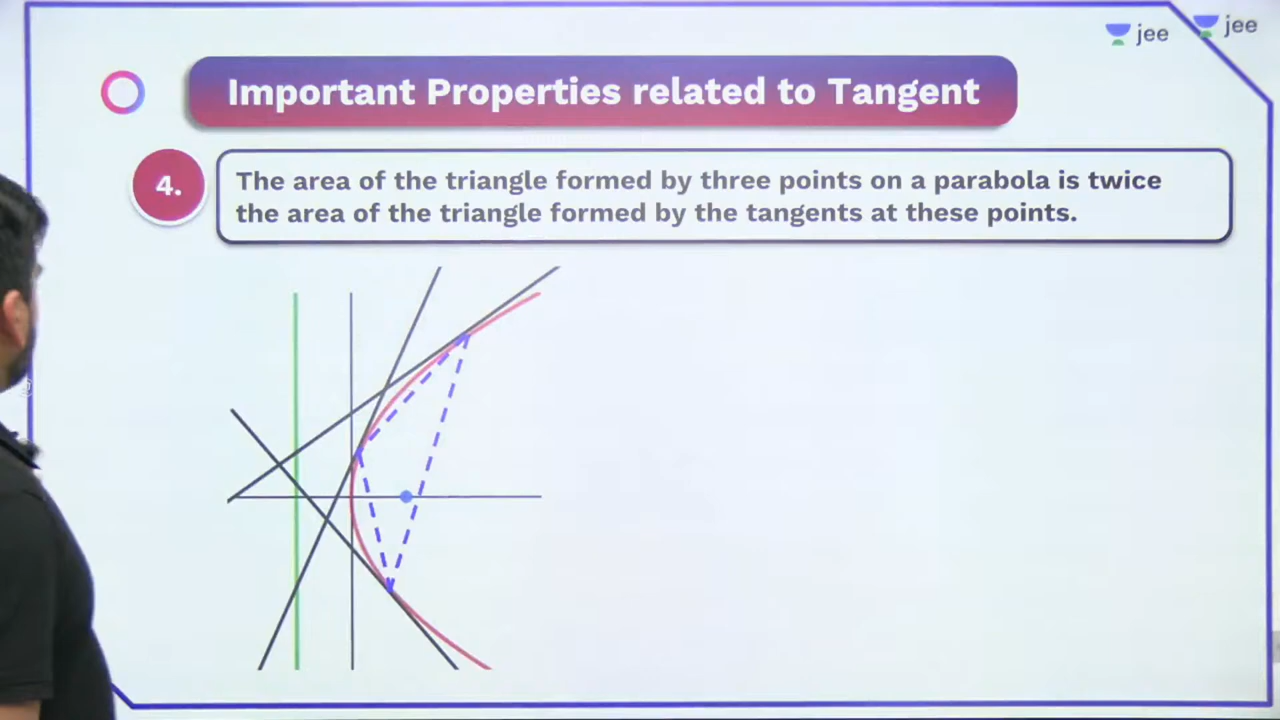 jee
jee
Important Properties related to Tangent
4.
The area of the triangle formed by three points on a parabola is twice
the area of the triangle formed by the tangents at these points.